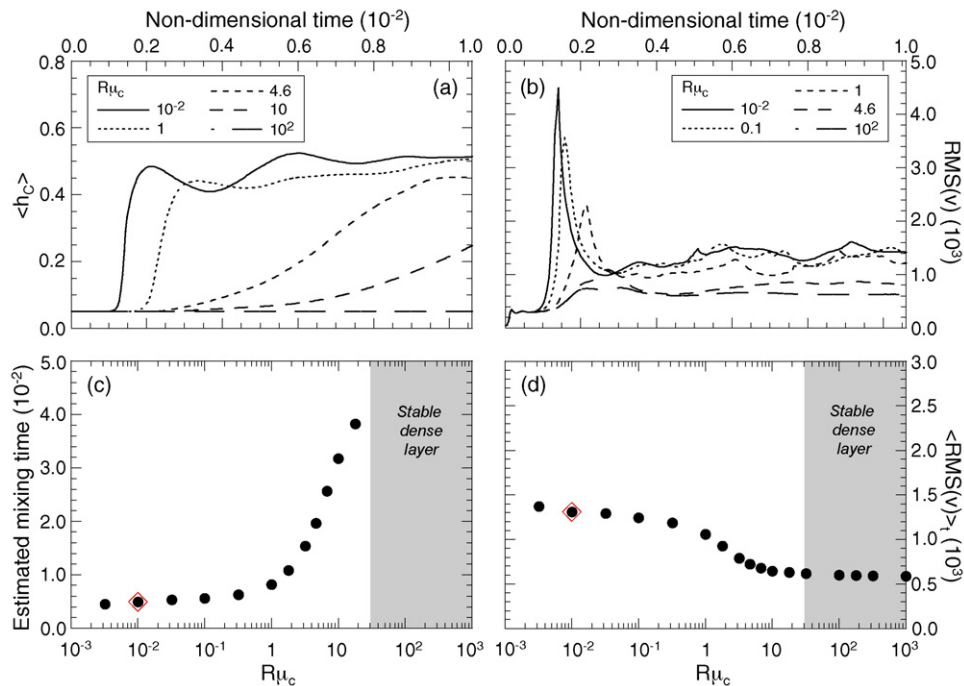 Non-dimensional time (10-2) Non-dimensional time (10-2)
0.0 0.2 0.4 0.6 0.8 1.0 0.0 0.2 0.4 0.6 0.8 1.0
(a) (b)
Rμc
10-2
1
4.6
10
10²
Rμc
10-2
0.1
1
4.6
10²
<hC>
0.8
0.5
0.4
0.2
0.0
RMS(v) (10³)
5.0
4.0
3.0
2.0
1.0
0.0
(c) (d)
Stable
dense
layer
Stable
dense
layer
Estimated mixing time (10-2)
5.0
4.0
3.0
2.0
1.0
0.0
<RMS(v)>t (10³)
3.0
2.5
2.0
1.5
1.0
0.5
0.0
10-3 10-2 10-1 1 10 10² 10³ 10-3 10-2 10-1 1 10 10² 10³
Rμc Rμc